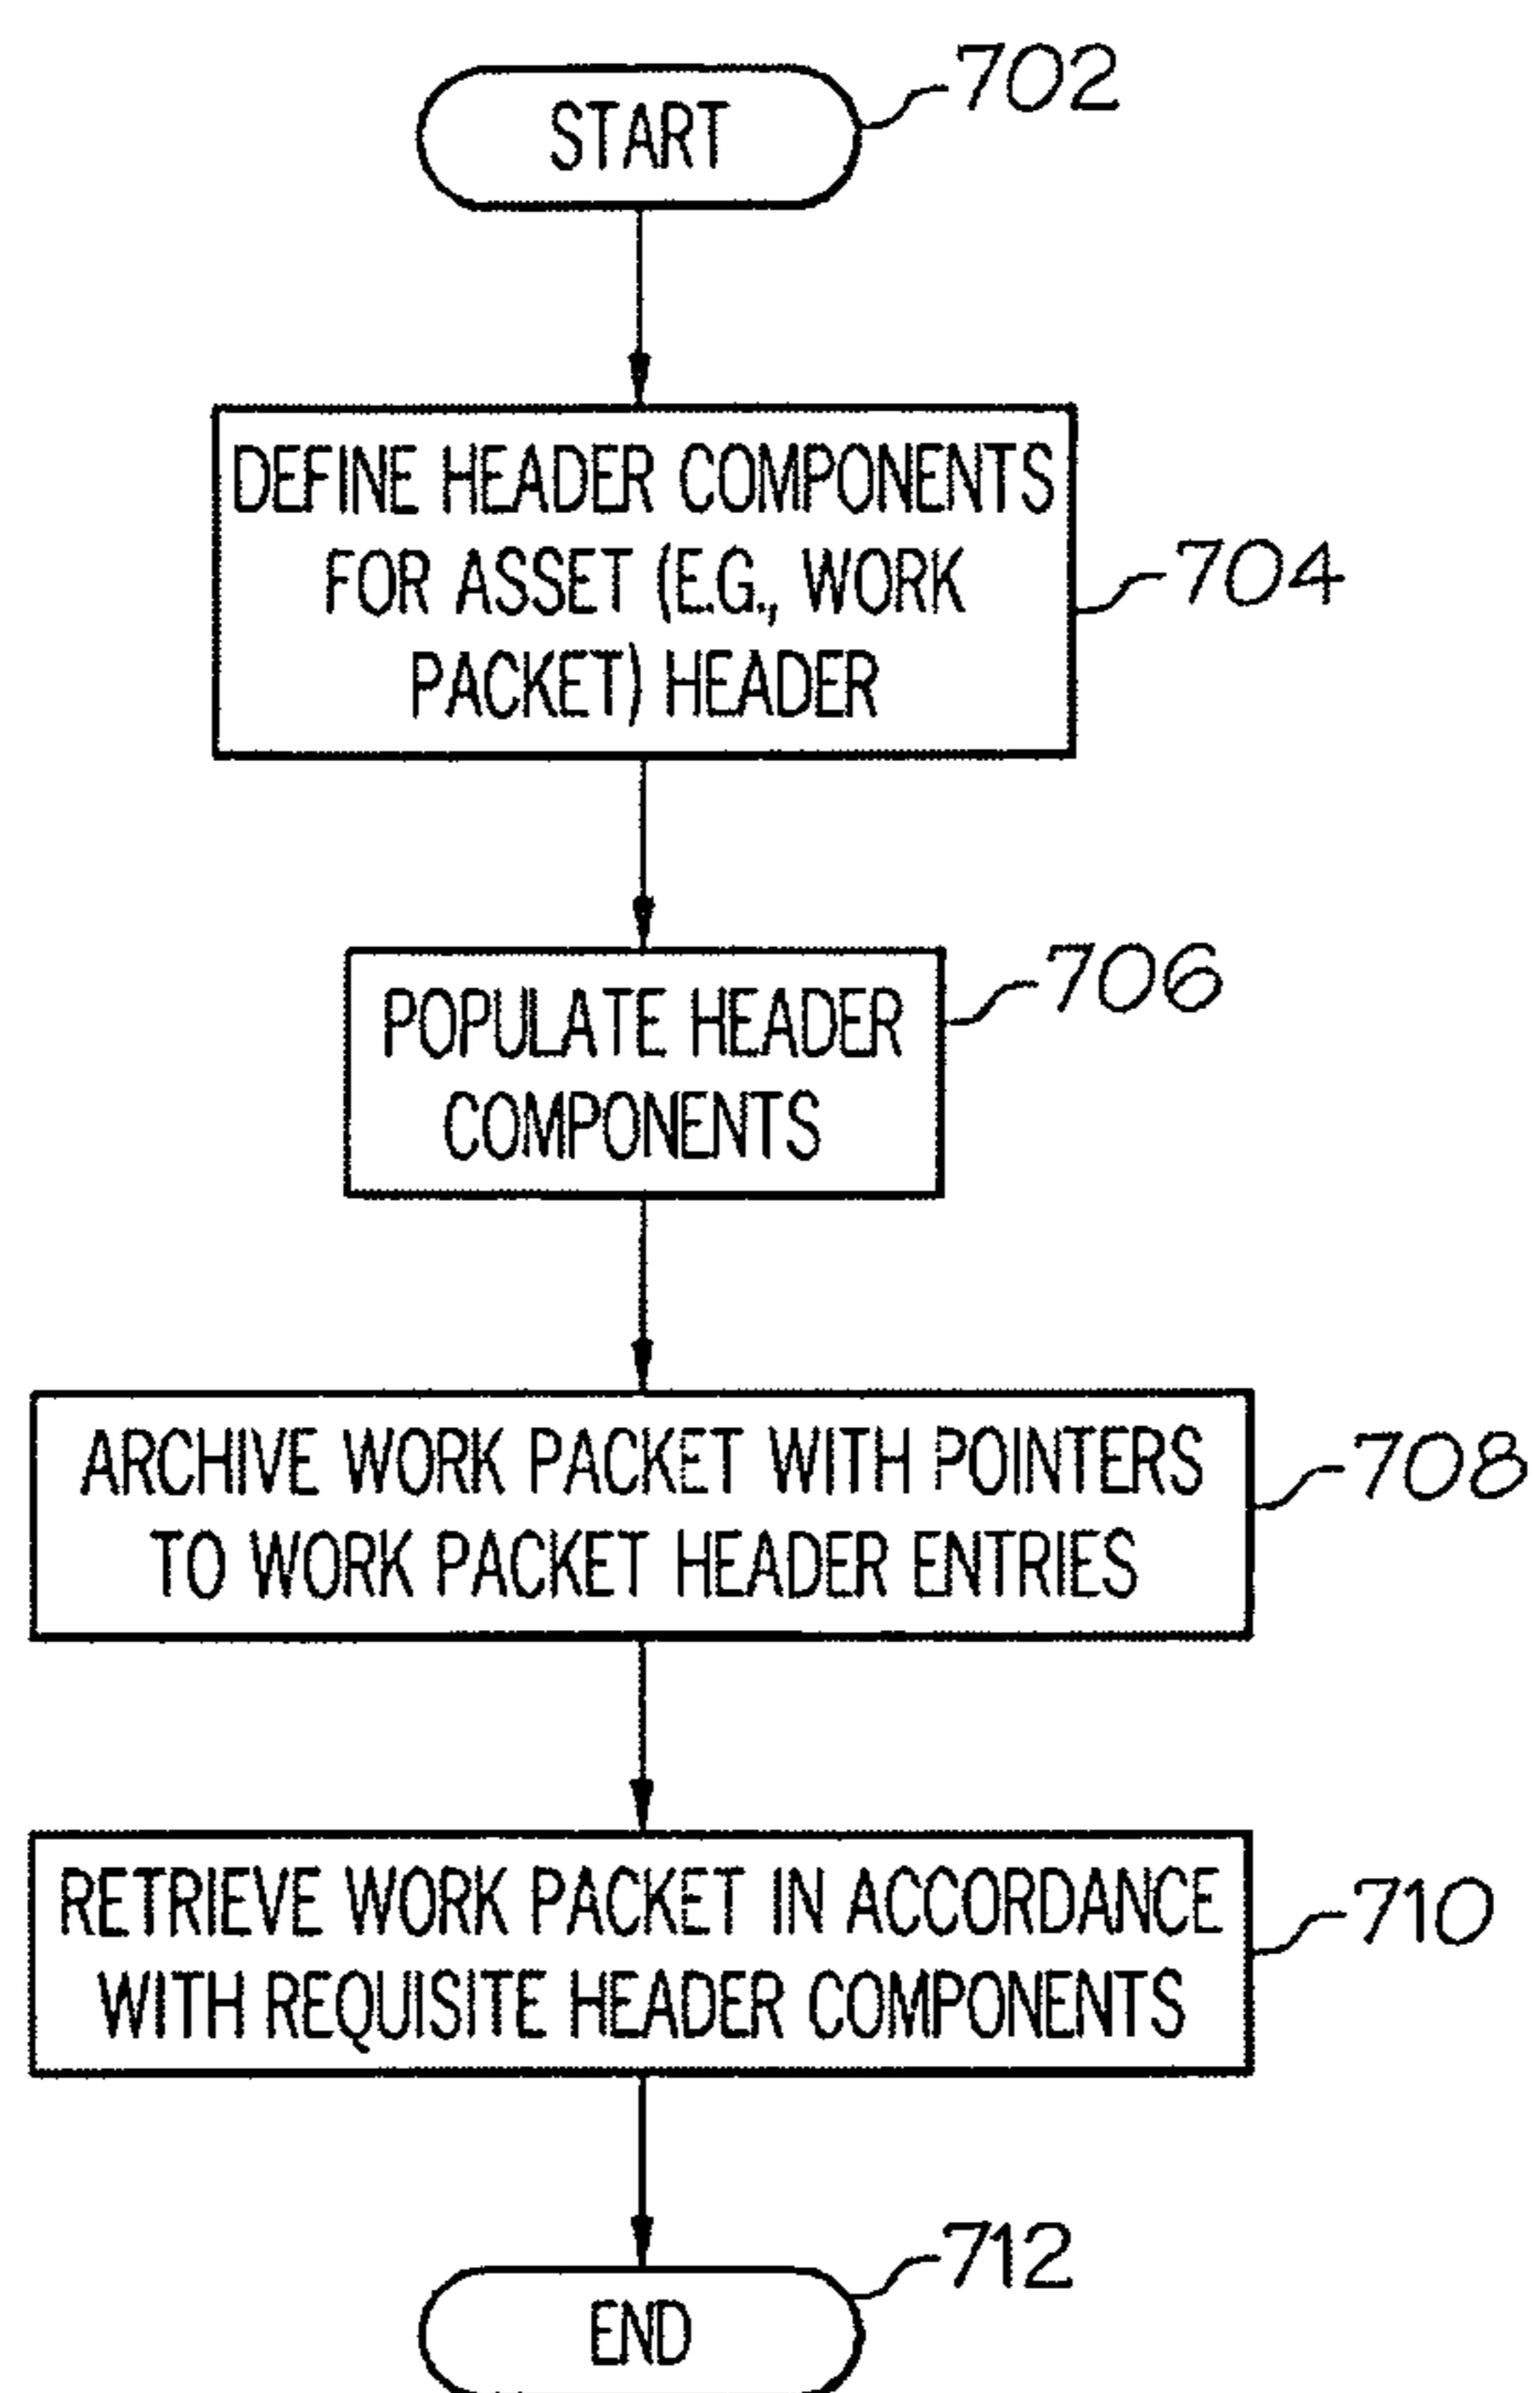 START
702
DEFINE HEADER COMPONENTS
FOR ASSET (E.G., WORK
PACKET) HEADER
704
POPULATE HEADER
COMPONENTS
706
ARCHIVE WORK PACKET WITH POINTERS
TO WORK PACKET HEADER ENTRIES
708
RETRIEVE WORK PACKET IN ACCORDANCE
WITH REQUISITE HEADER COMPONENTS
710
END
712